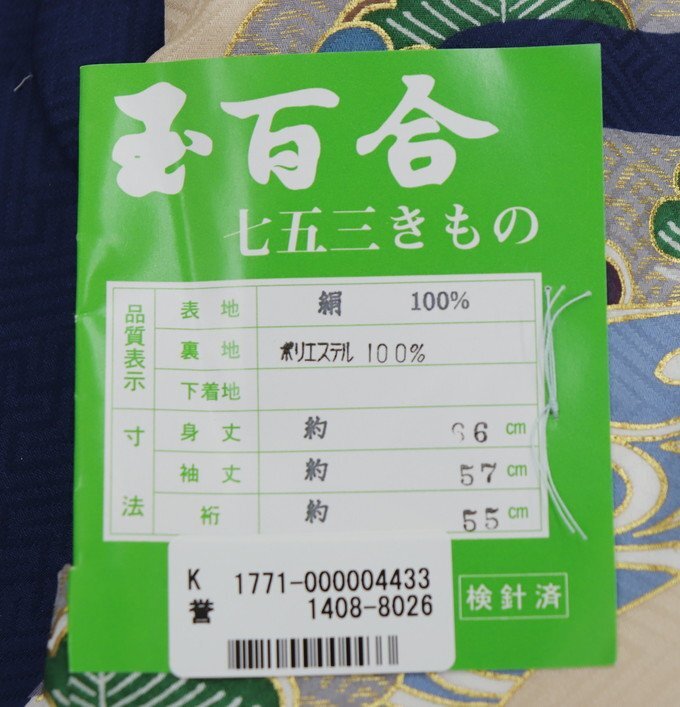 玉百合
七五三きもの
品質表示
表地 絹 100%
裏地 ポリエステル 100%
下着地
寸法
身丈 約 cm
袖丈 約 57 cm
裄 約 55 cm
K 1771-000004433
誉 1408-8026
検針済